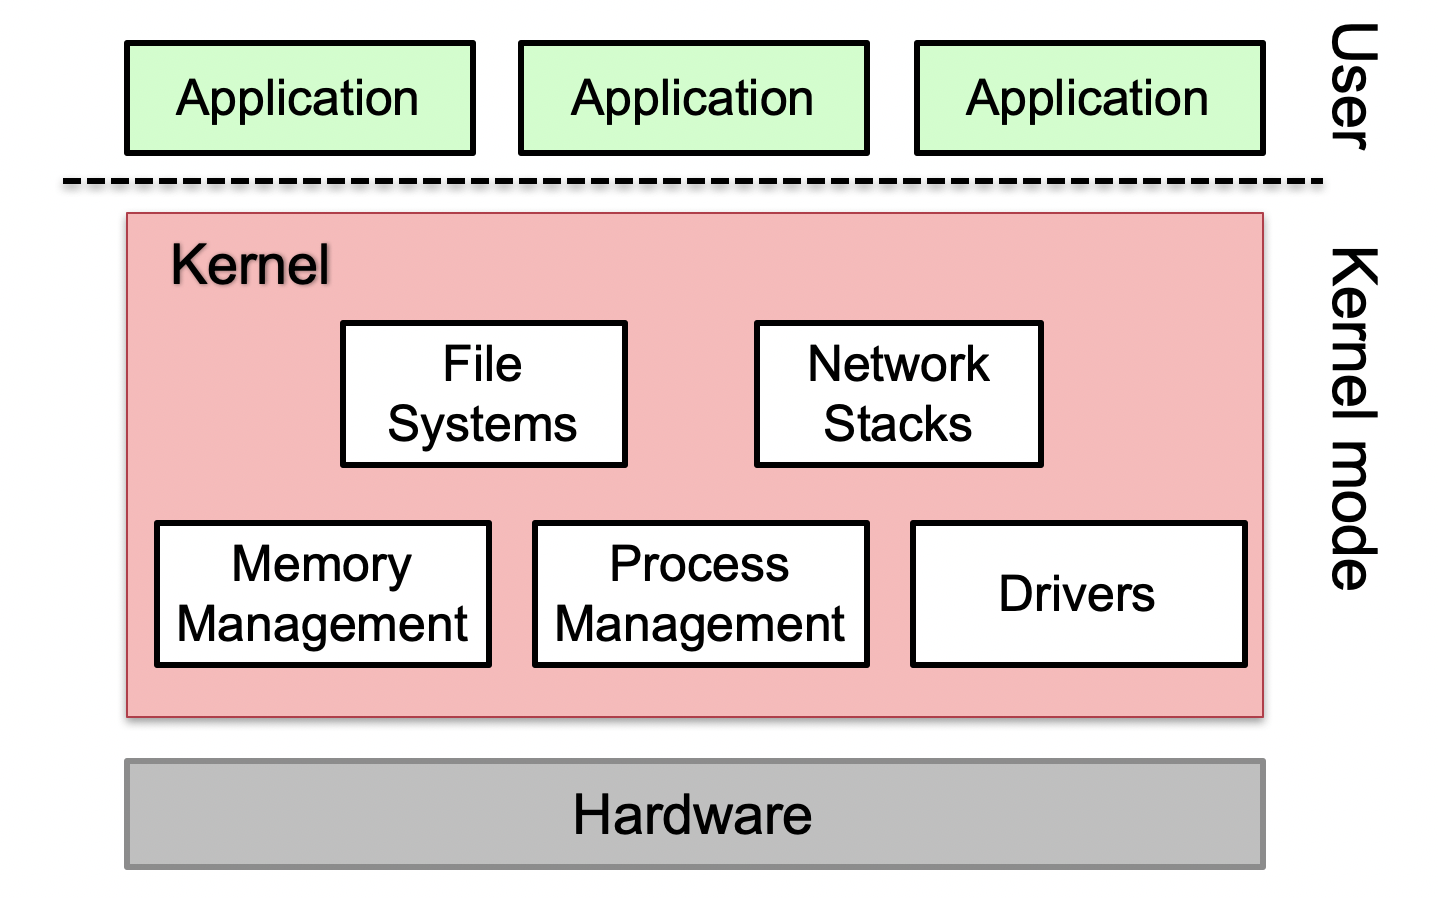 Application
Application
Application
User
Kernel
File
Systems
Network
Stacks
Memory
Management
Process
Management
Drivers
Kernel mode
Hardware